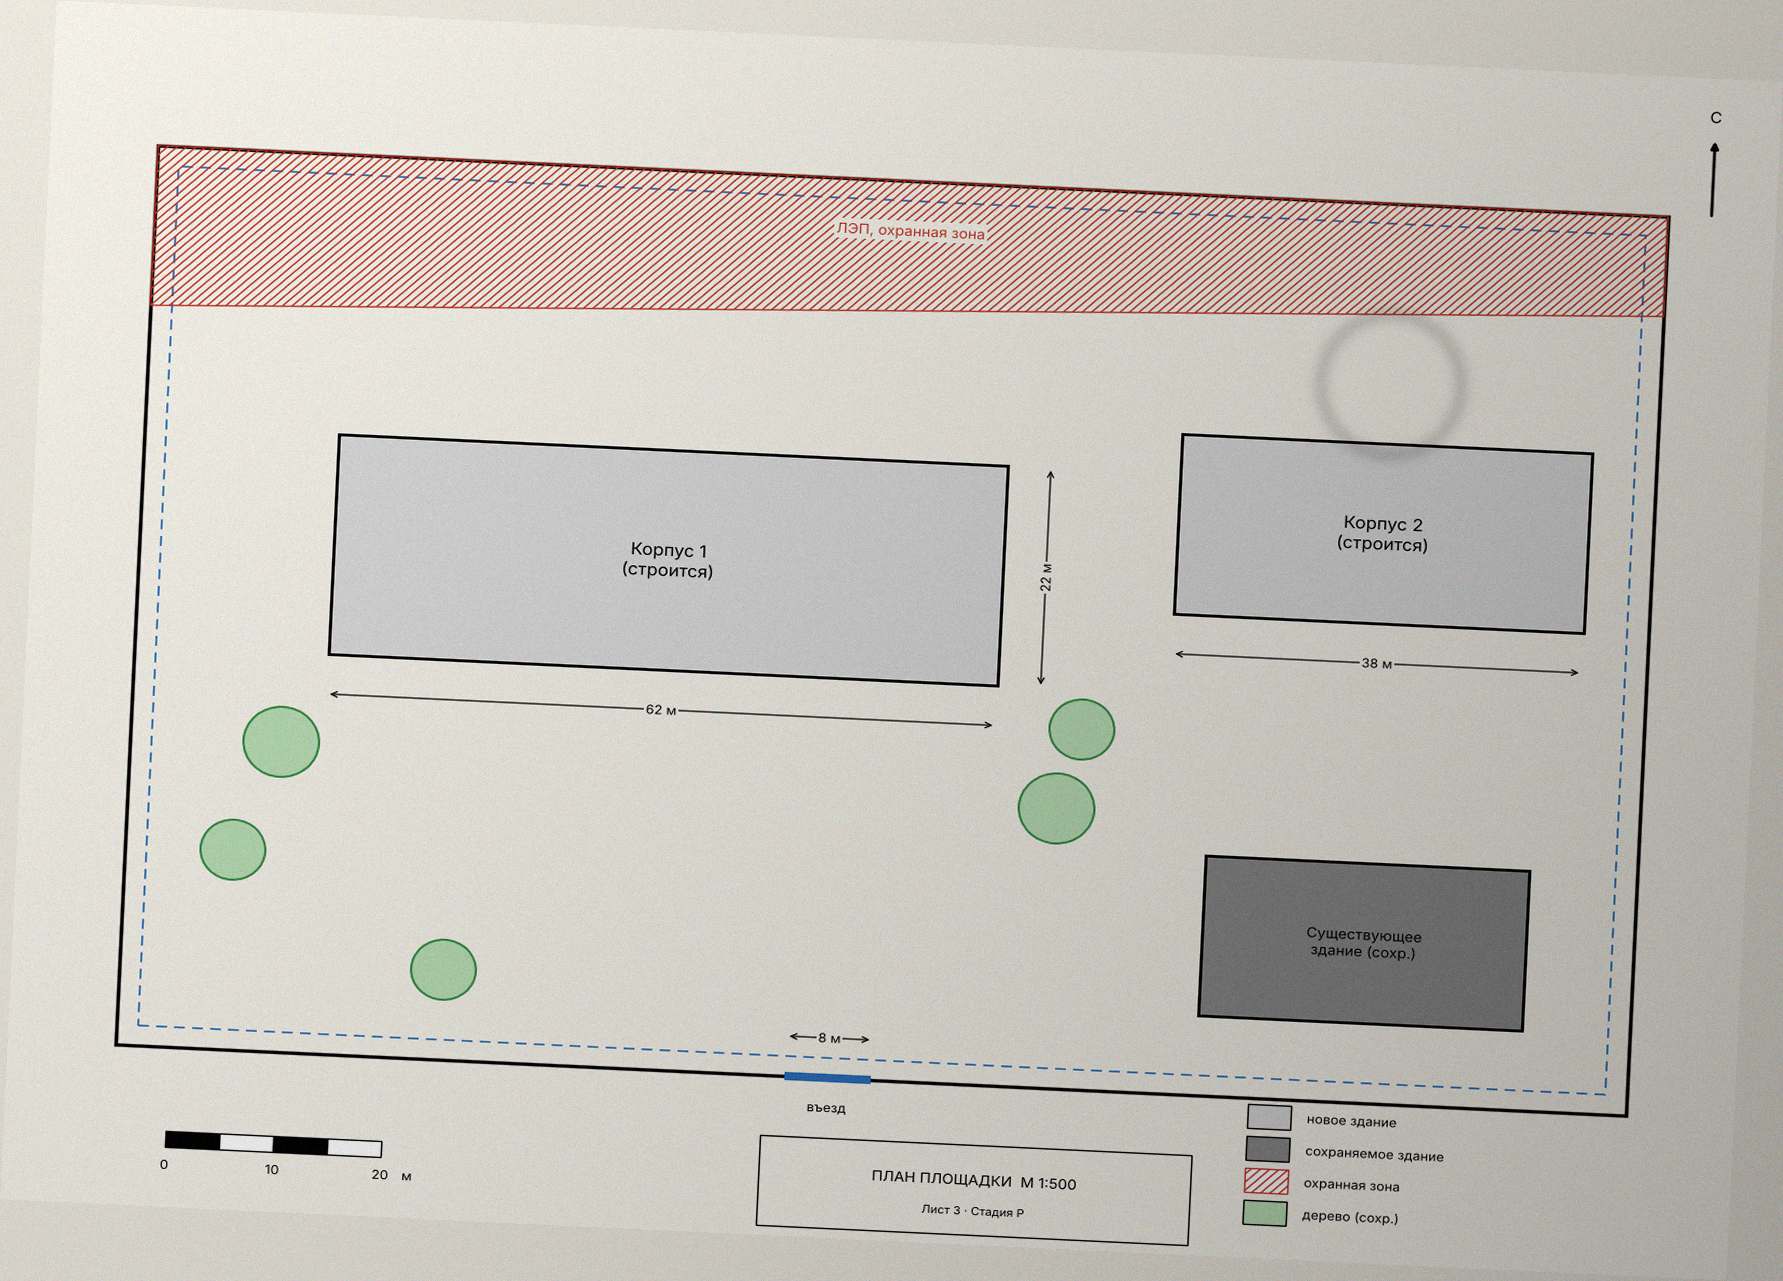 С
ЛЭП, охранная зона
Корпус 1
(строится)
22 м
Корпус 2
(строится)
38 м
62 м
Существующее
здание (сохр.)
8 м
въезд
0 10 20 м
ПЛАН ПЛОЩАДКИ М 1:500
Лист 3 · Стадия Р
новое здание
сохраняемое здание
охранная зона
дерево (сохр.)